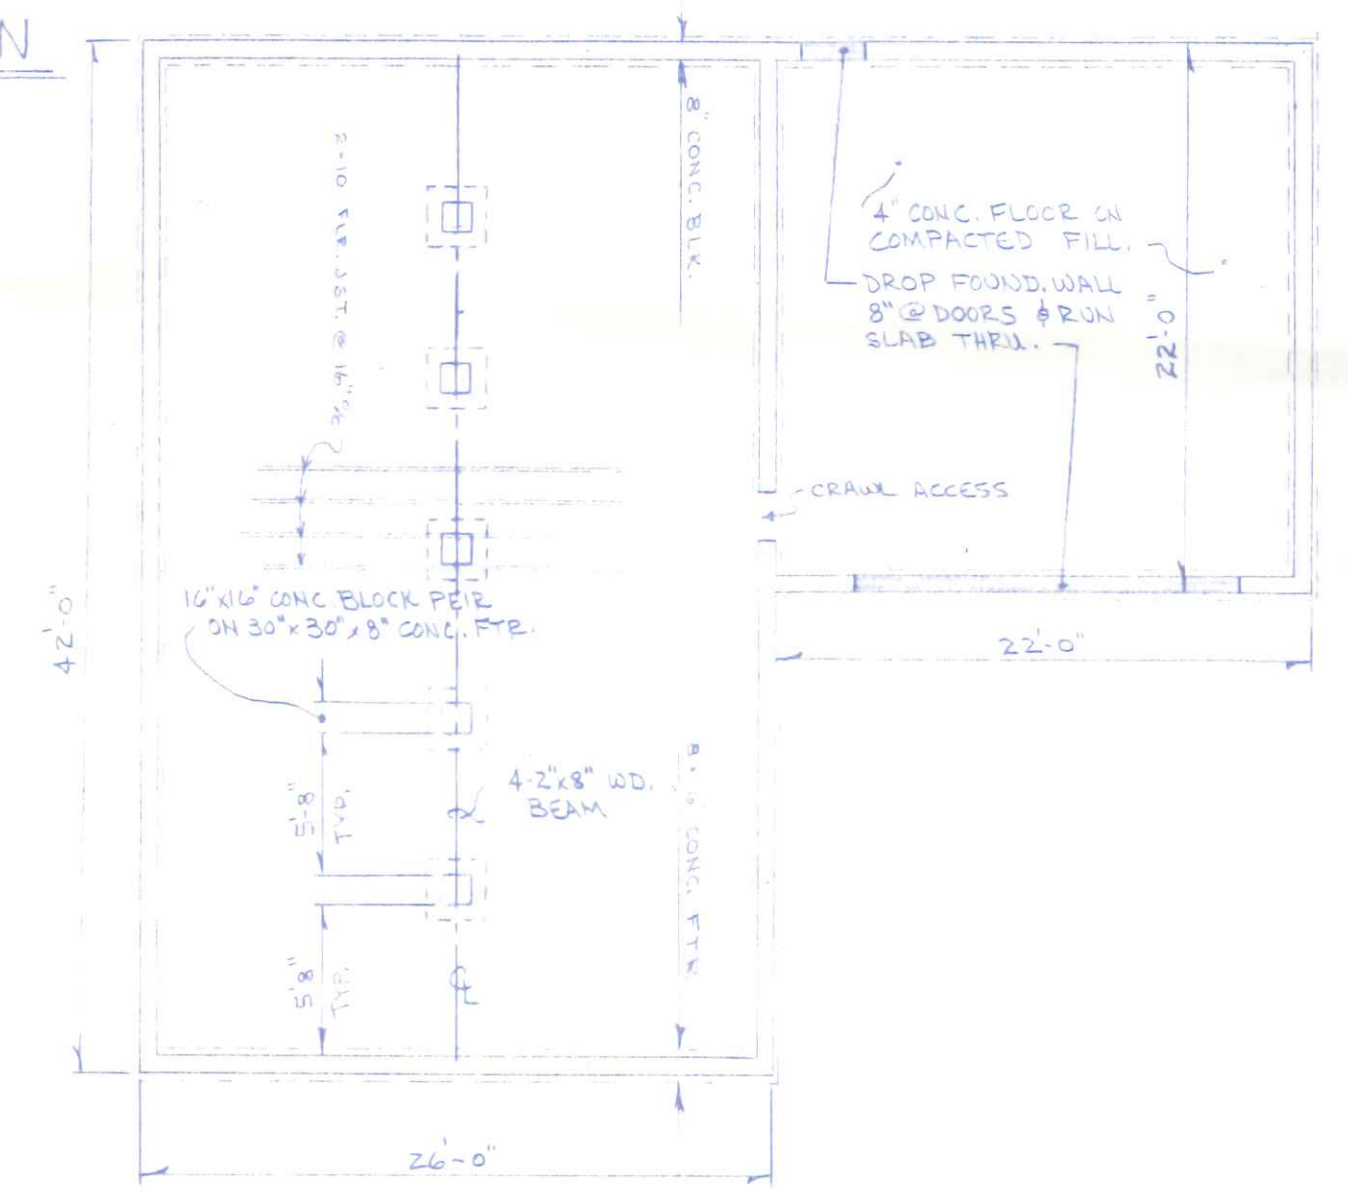 N
8" CONC. BLK.
2-10 FLR. JST. @ 16" o/c
4" CONC. FLOOR ON
COMPACTED FILL.
DROP FOUND. WALL
8" @ DOORS & RUN
SLAB THRU.
22'-0"
CRAWL ACCESS
42'-0"
16"x16" CONC. BLOCK PEIR
ON 30"x30"x8" CONC. FTR.
22'-0"
5'-8"
TYP.
4-2"x8" WD.
BEAM
CONC. FTR.
5'8"
TYP.
26'-0"